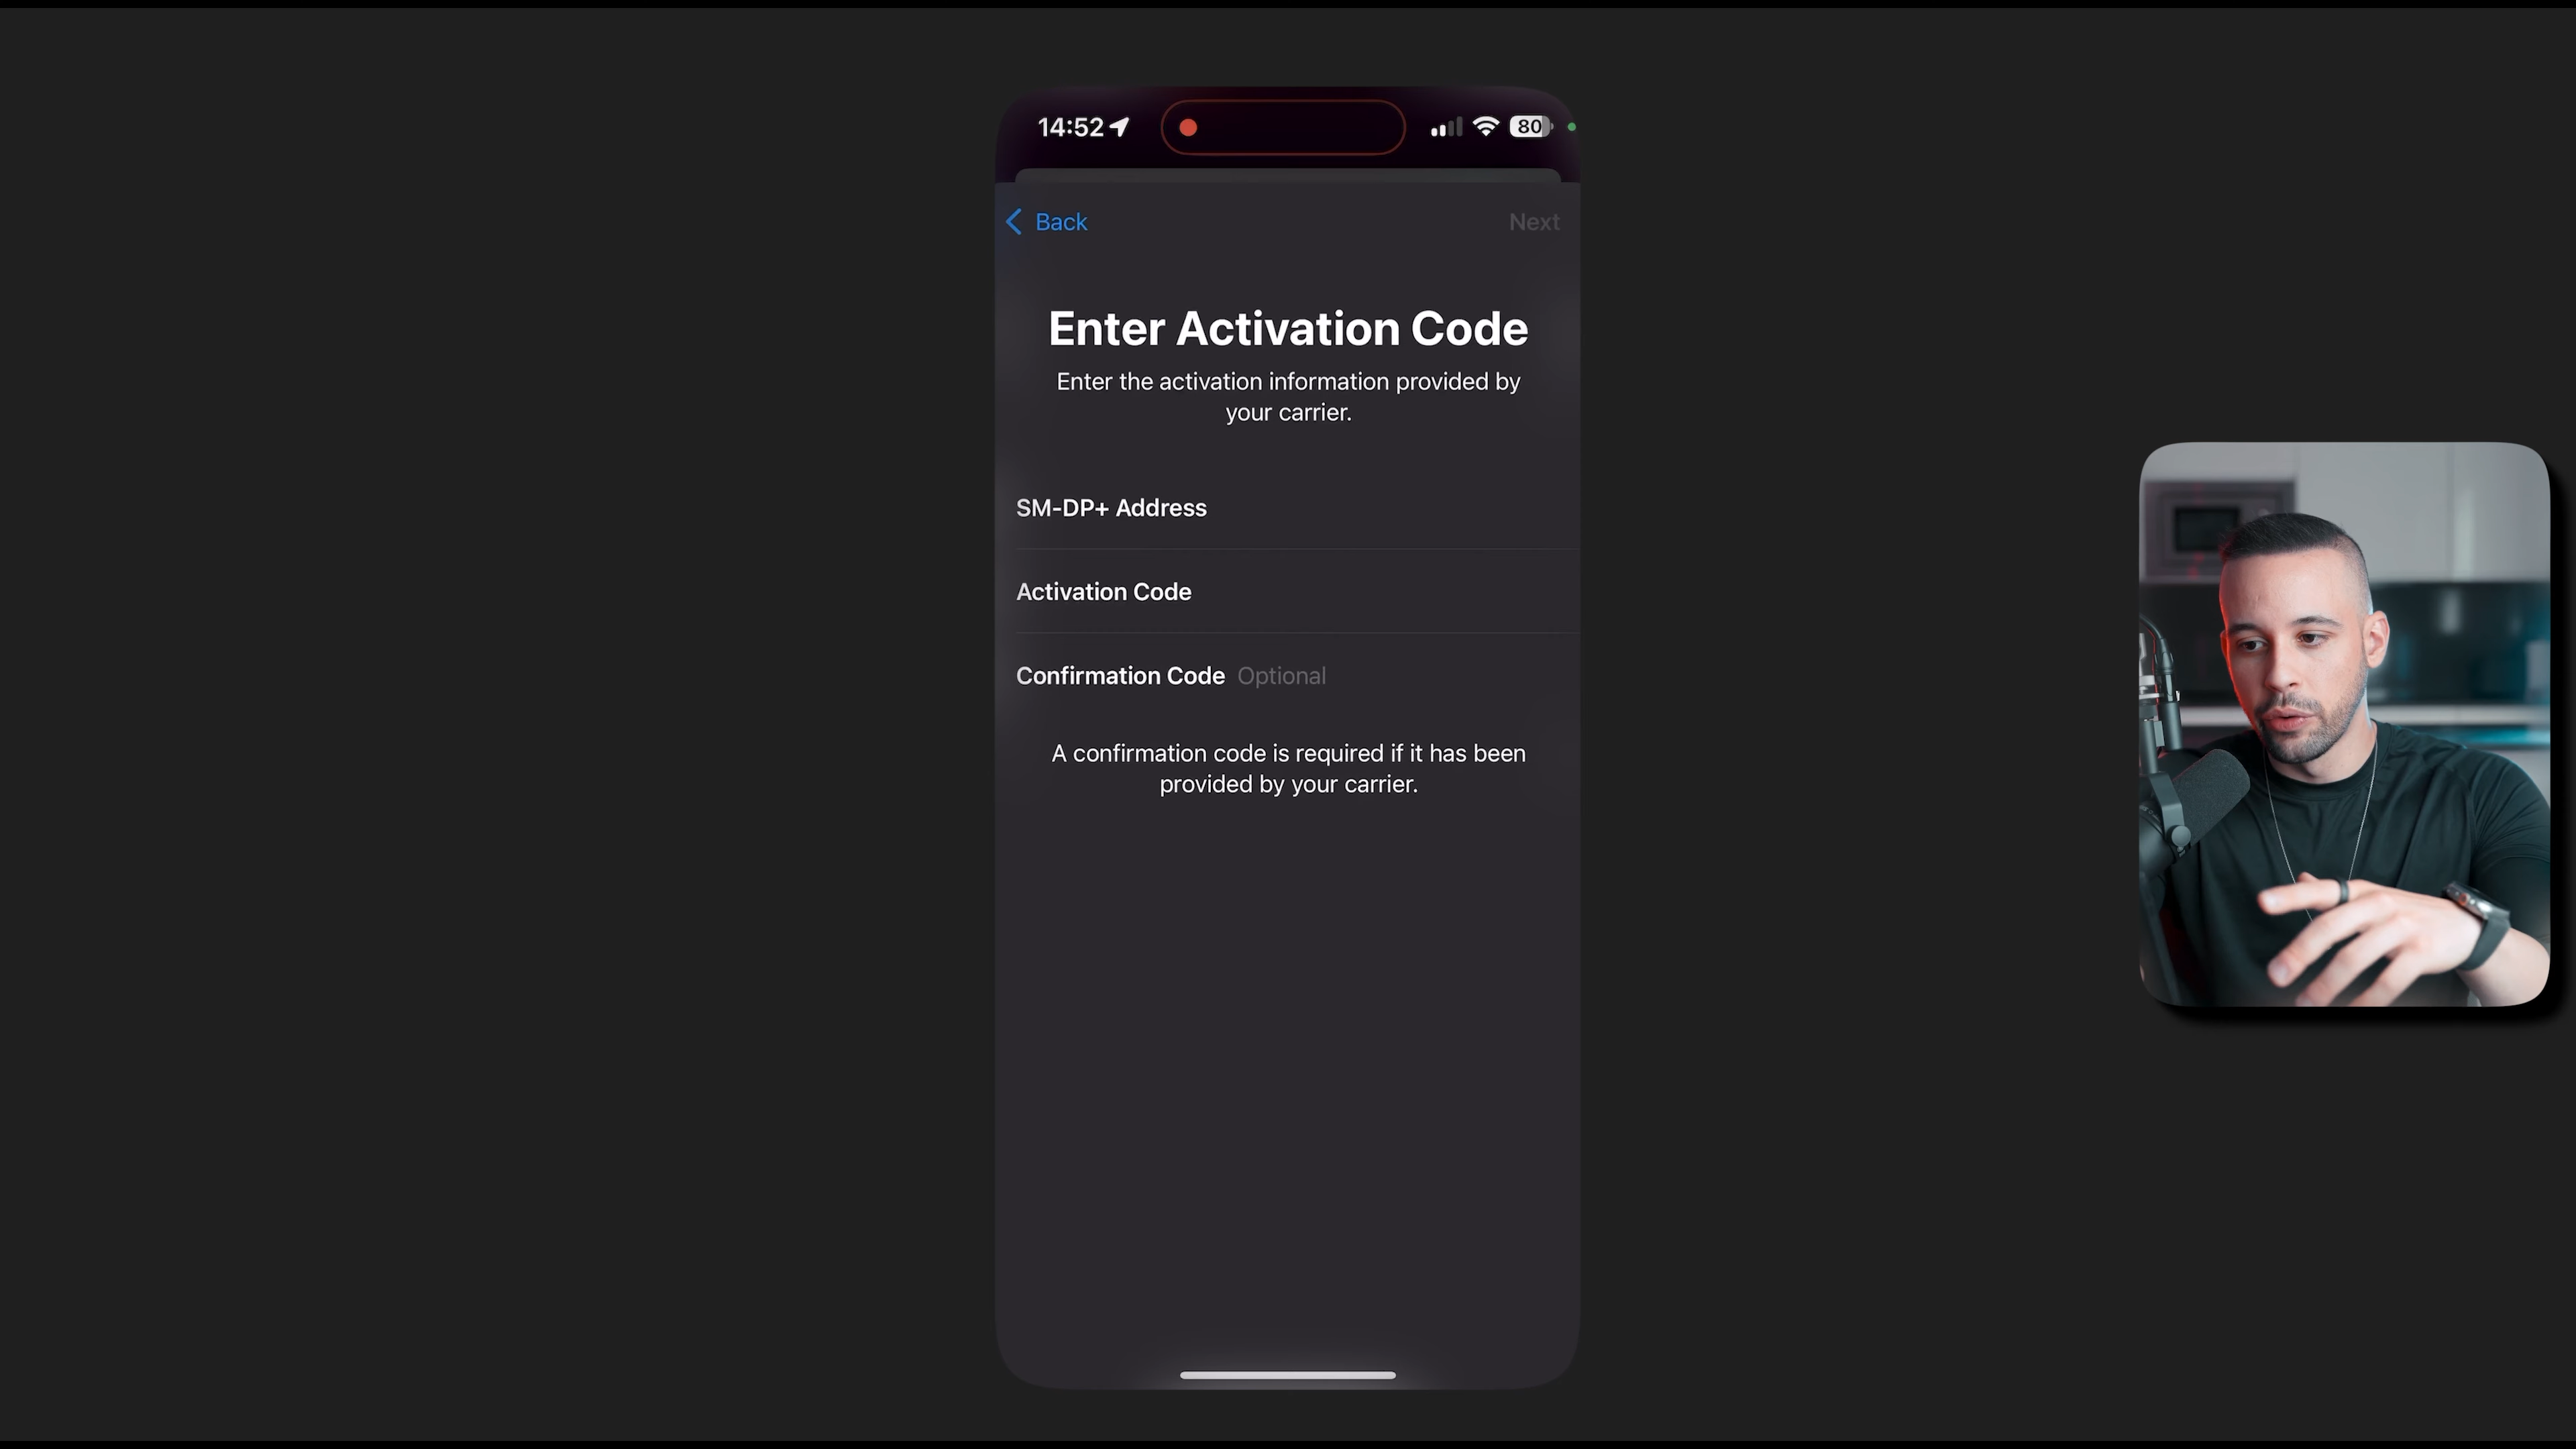 14:52
80
Back
Next
Enter Activation Code
Enter the activation information provided by
your carrier.
SM-DP+ Address
Activation Code
Confirmation Code Optional
A confirmation code is required if it has been
provided by your carrier.